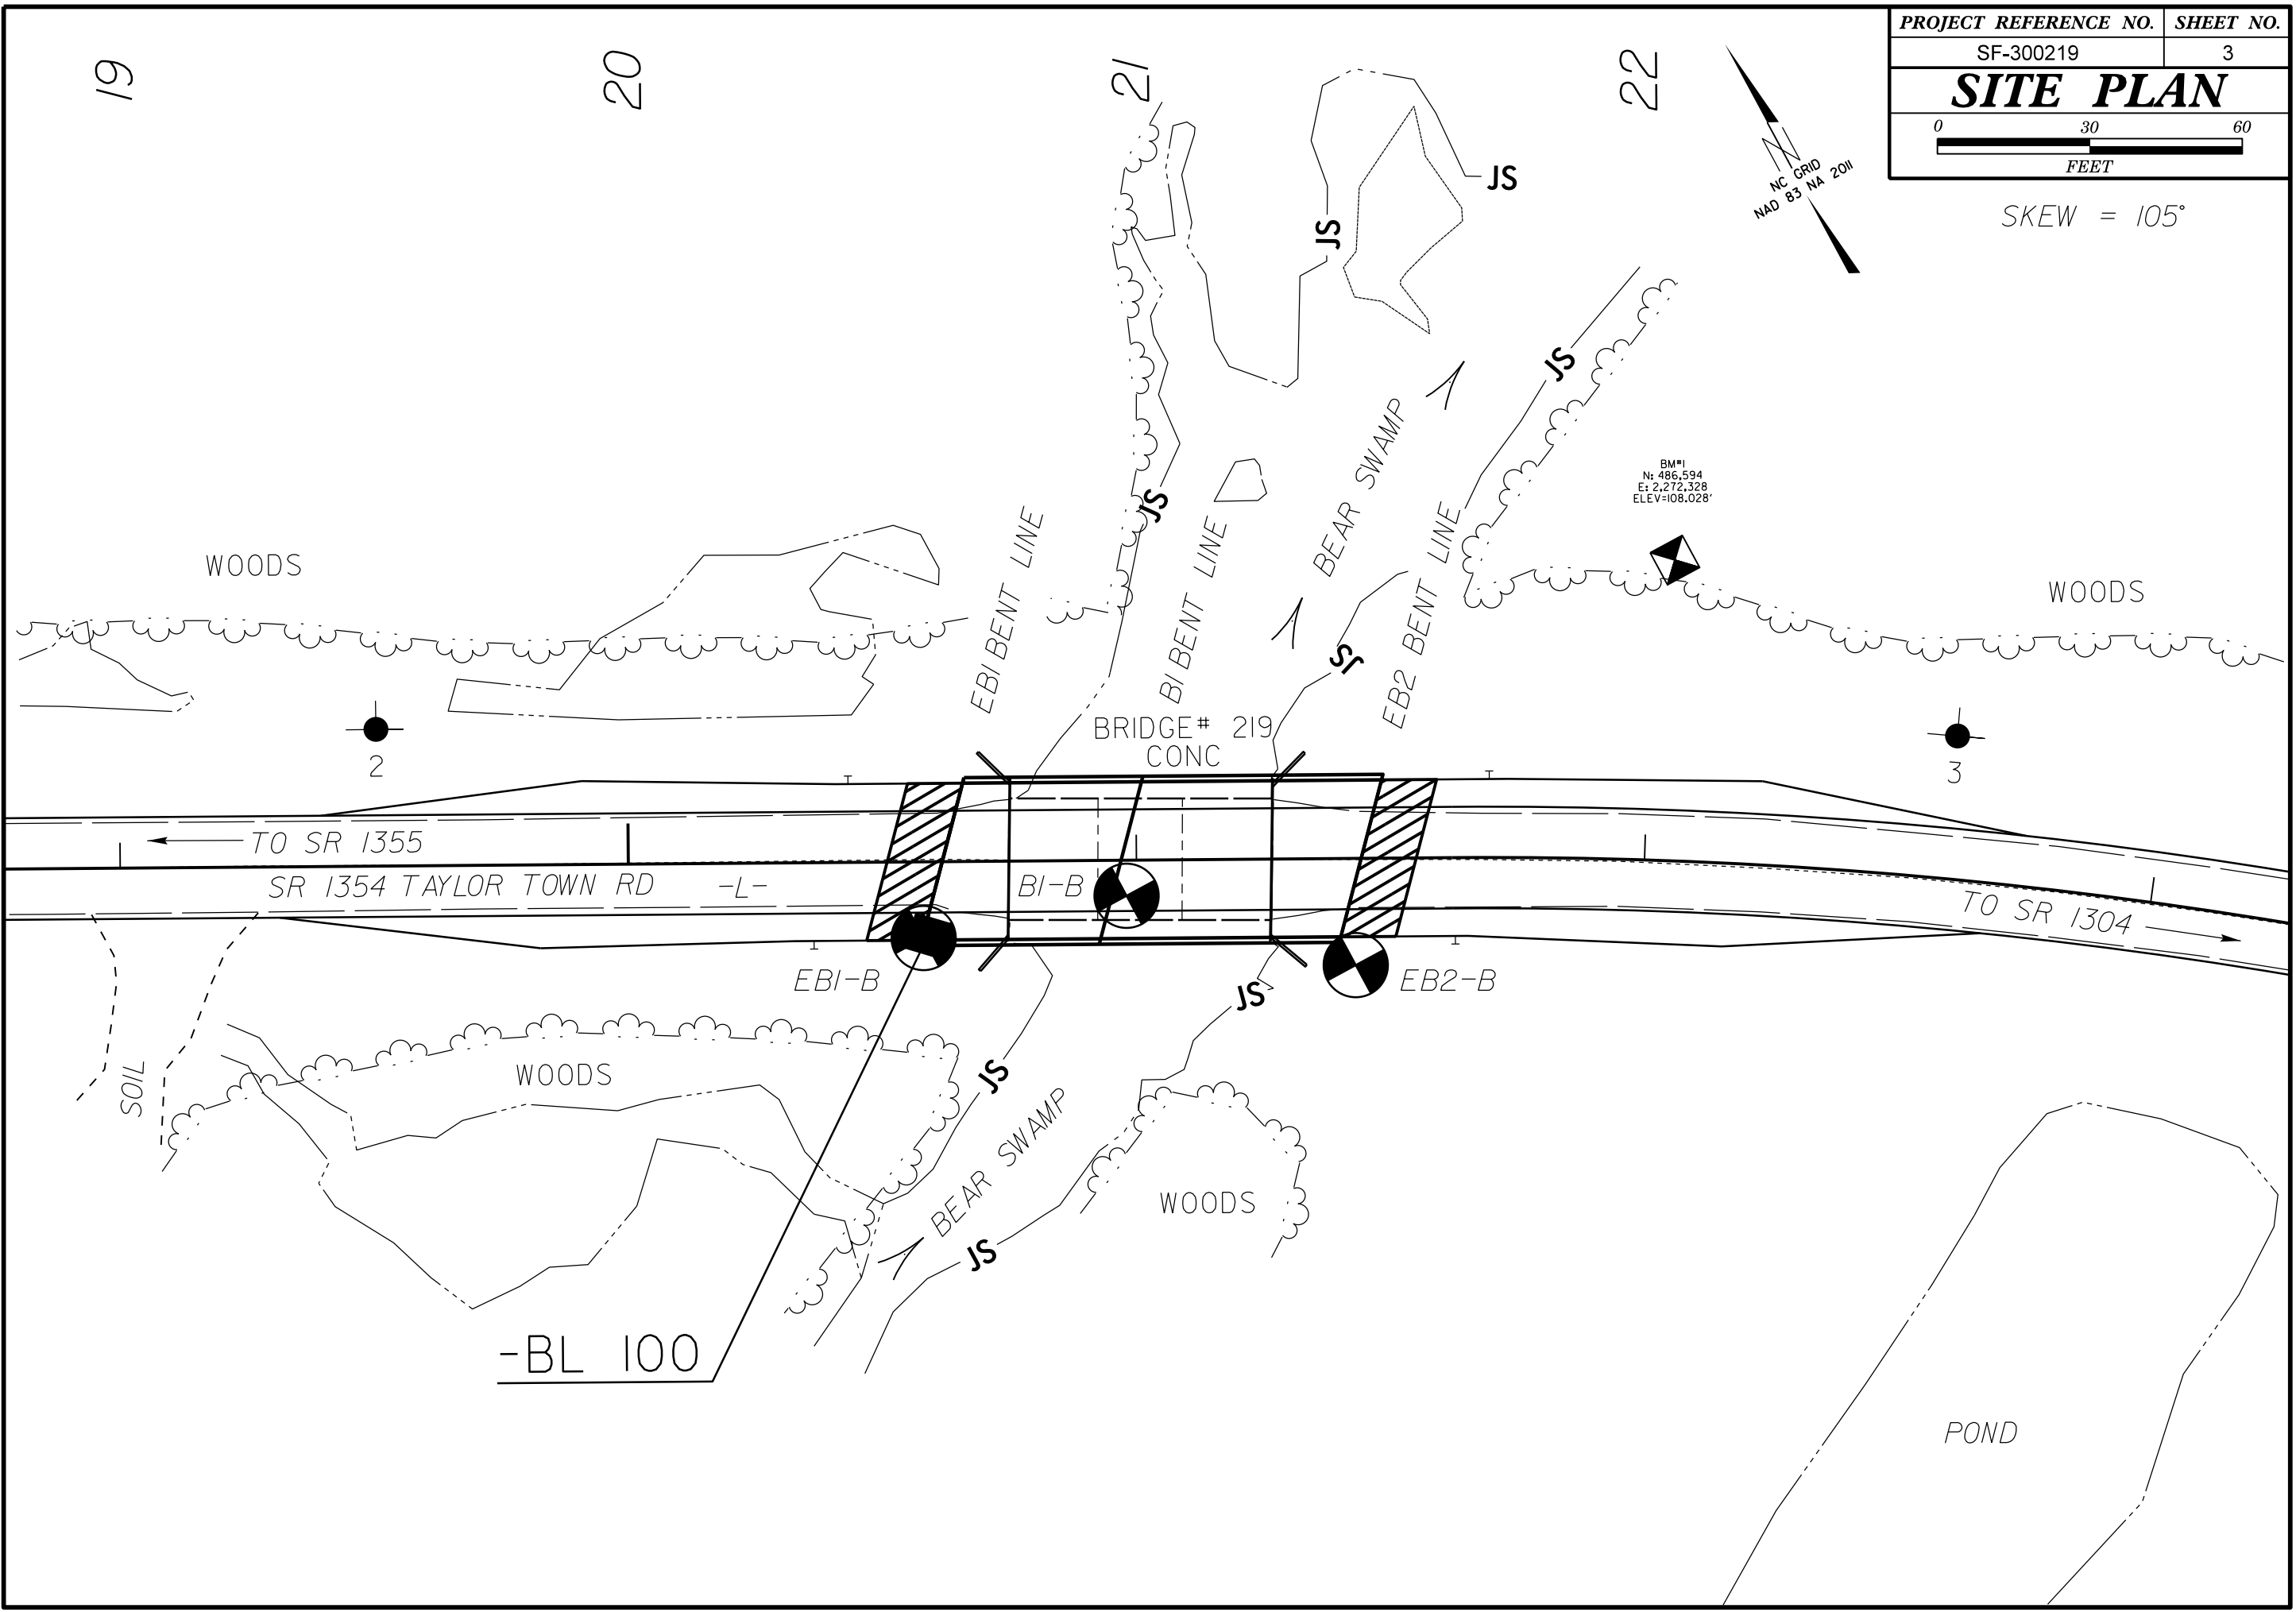 PROJECT REFERENCE NO. SHEET NO.
SF-300219 3
SITE PLAN
0 30 60
FEET
SKEW = 105°
19 20 21 22
NC GRID
NAD 83 NA 2011
JS
JS
JS
JS
JS
BEAR SWAMP
BM#1
N: 486,594
E: 2,272,328
ELEV=108.028'
WOODS
WOODS
EB1 BENT LINE
B1 BENT LINE
EB2 BENT LINE
2
3
BRIDGE# 219
CONC
TO SR 1355
SR 1354 TAYLOR TOWN RD -L-
B1-B
TO SR 1304
EB1-B
EB2-B
JS
JS
JS
SOIL
WOODS
BEAR SWAMP
WOODS
-BL 100
POND